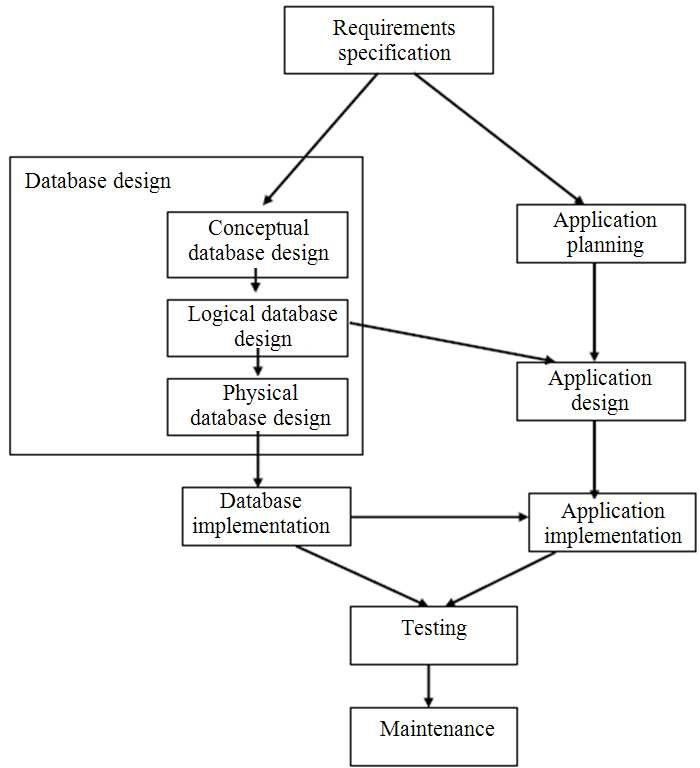 Requirements
specification
Database design
Conceptual
database design
Application
planning
Logical database
design
Application
design
Physical
database design
Database
implementation
Application
implementation
Testing
Maintenance